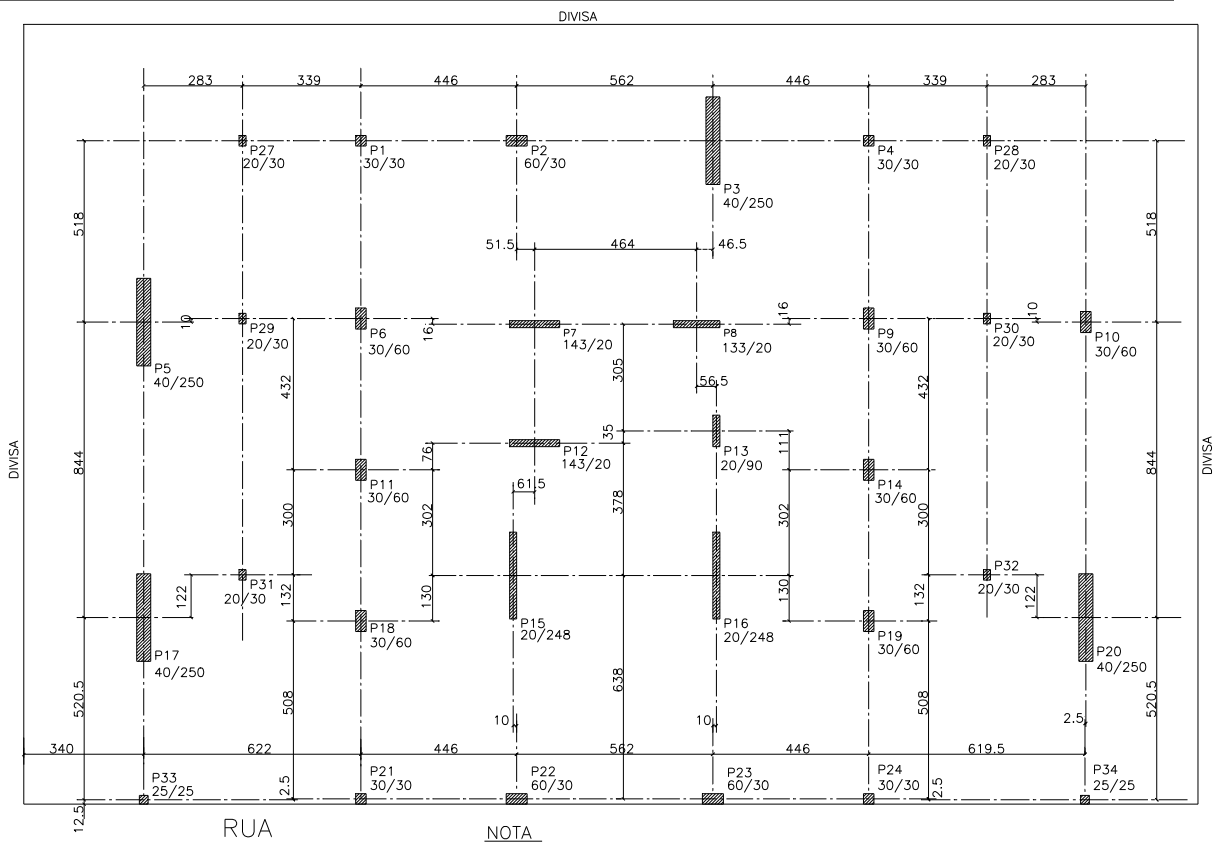 DIVISA
283
339
446
562
446
339
283
P27
20/30
P1
30/30
P2
60/30
P3
40/250
P4
30/30
P28
20/30
518
518
51.5
464
46.5
10
P29
20/30
P6
30/60
16
P7
143/20
P8
133/20
16
P9
30/60
P30
20/30
10
P10
30/60
P5
40/250
432
305
56.5
432
DIVISA
844
76
P12
143/20
35
P13
20/90
111
844
DIVISA
P11
30/60
61.5
378
P14
30/60
300
302
302
300
122
P31
20/30
132
130
130
132
P32
20/30
122
P18
30/60
P15
20/248
P16
20/248
P19
30/60
P17
40/250
P20
40/250
520.5
508
638
508
520.5
10
10
2.5
340
622
446
562
446
619.5
P33
25/25
2.5
P21
30/30
P22
60/30
P23
60/30
P24
30/30
2.5
P34
25/25
12.5
RUA
NOTA